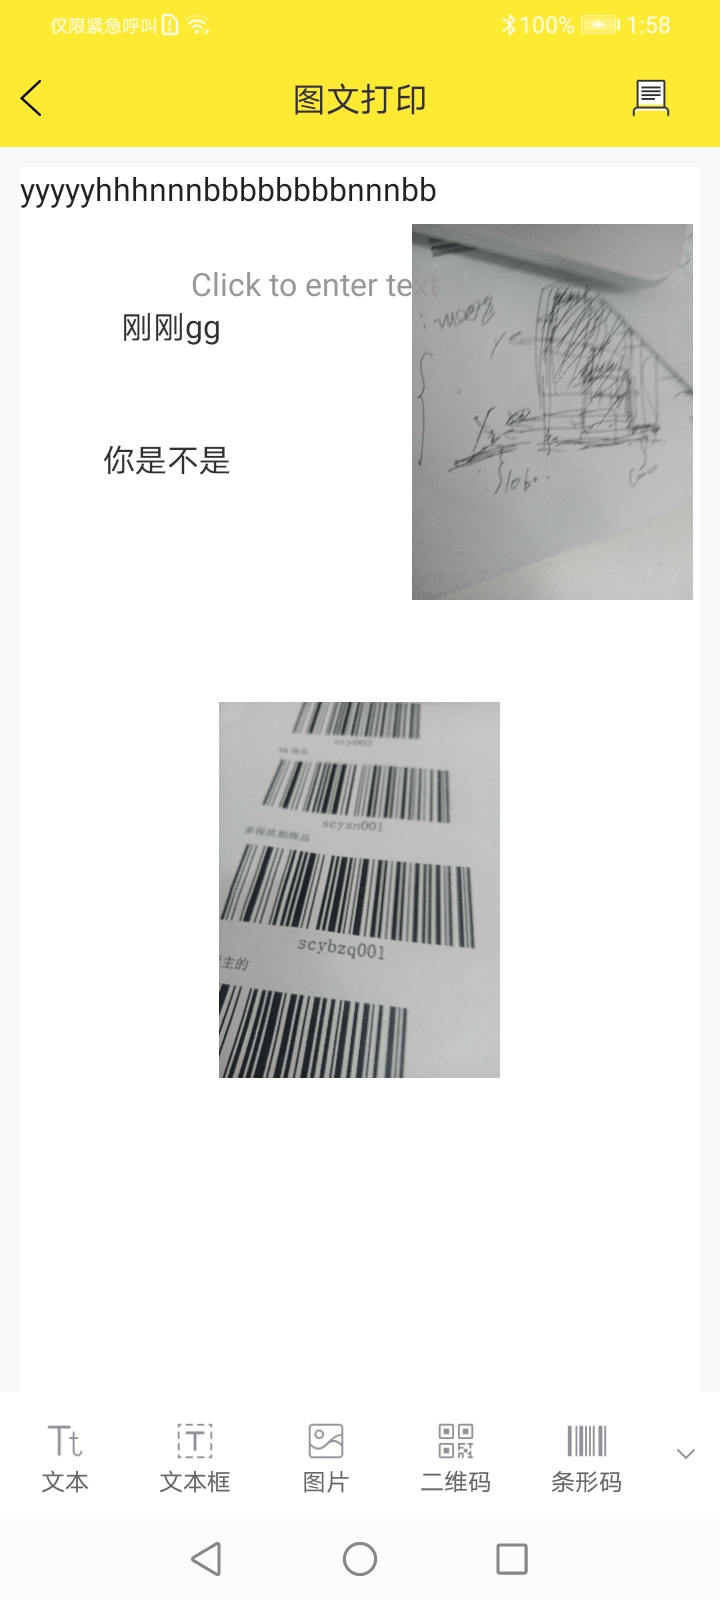 仅限紧急呼叫
100% 1:58
图文打印
yyyyyhhhnnnbbbbbbbbnnnbb
Click to enter text
刚刚gg
你是不是
scy002
scysn001
多保质期商品
scybzq001
主的
文本
文本框
图片
二维码
条形码